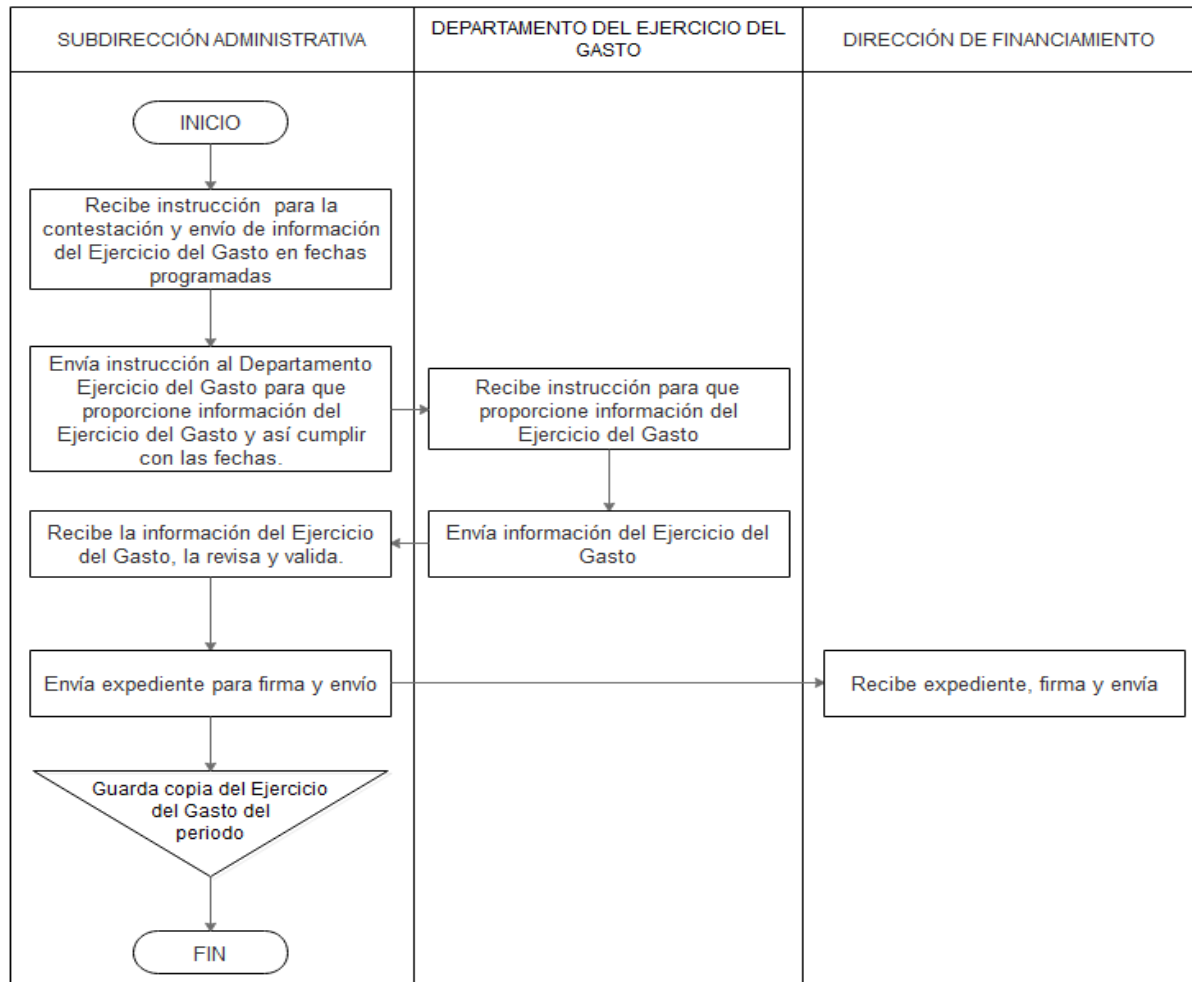 SUBDIRECCIÓN ADMINISTRATIVA
DEPARTAMENTO DEL EJERCICIO DEL
GASTO
DIRECCIÓN DE FINANCIAMIENTO
INICIO
Recibe instrucción para la
contestación y envío de información
del Ejercicio del Gasto en fechas
programadas
Envía instrucción al Departamento
Ejercicio del Gasto para que
proporcione información del
Ejercicio del Gasto y así cumplir
con las fechas.
Recibe instrucción para que
proporcione información del
Ejercicio del Gasto
Envía información del Ejercicio del
Gasto
Recibe la información del Ejercicio
del Gasto, la revisa y valida.
Envía expediente para firma y envío
Recibe expediente, firma y envía
Guarda copia del Ejercicio
del Gasto del
periodo
FIN